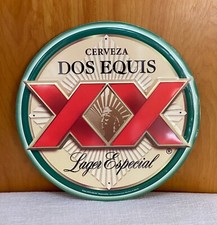 CERVEZA
DOS EQUIS
XX
®
Lager Especial